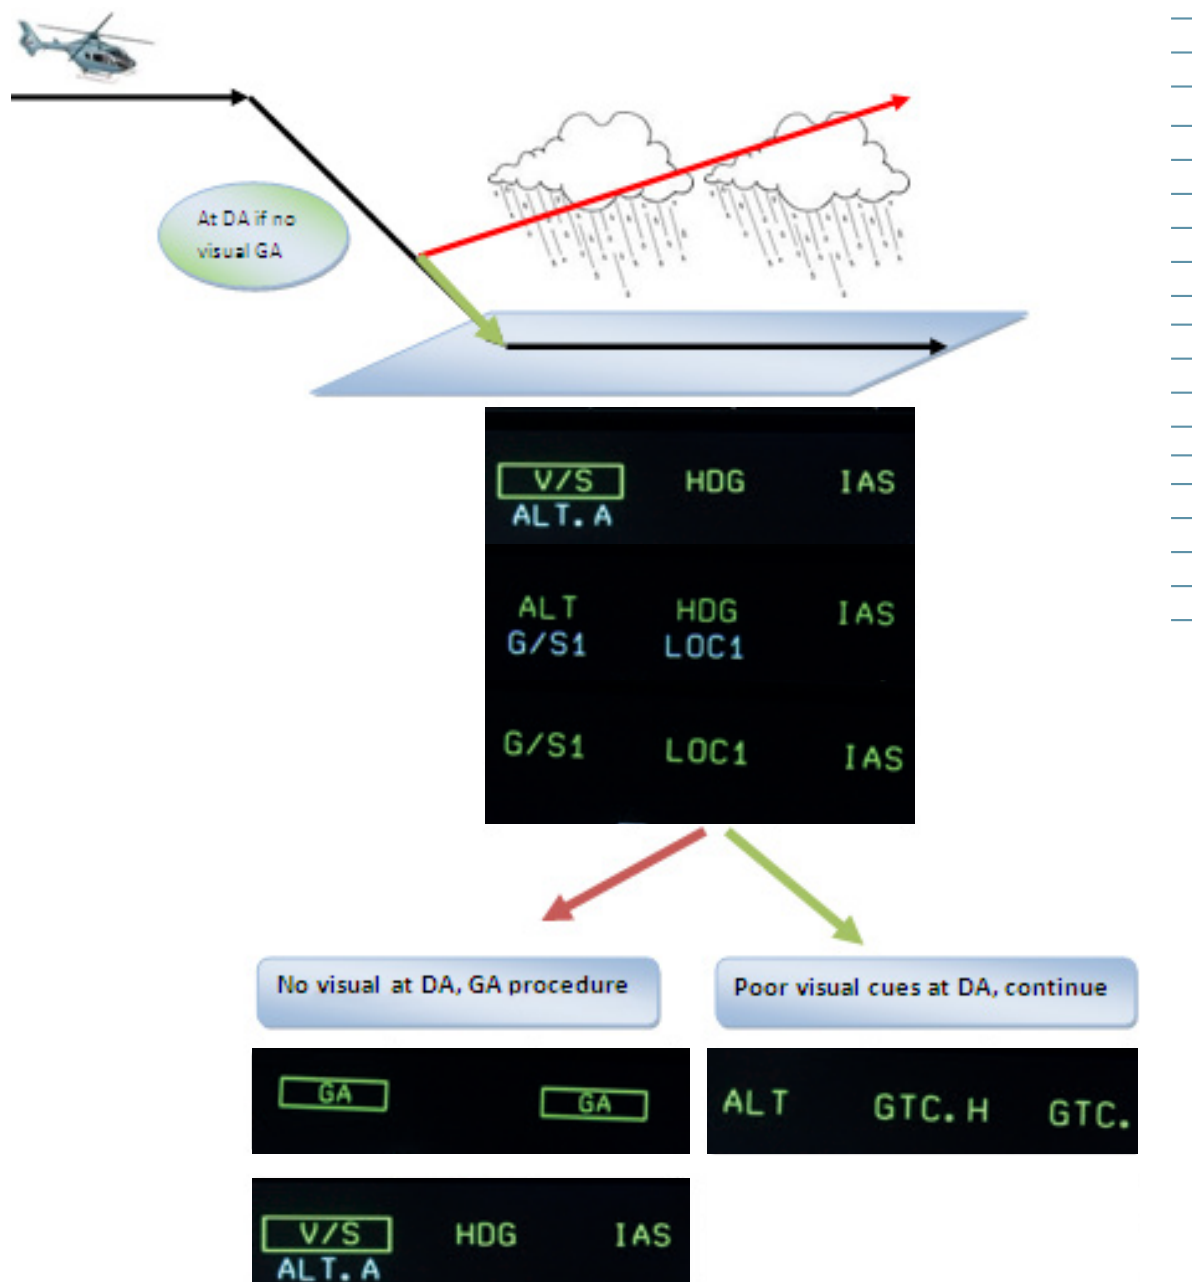 At DA if no
visual GA
V/S HDG IAS
ALT.A
ALT HDG IAS
G/S1 LOC1
G/S1 LOC1 IAS
No visual at DA, GA procedure
Poor visual cues at DA, continue
GA GA
ALT GTC.H GTC.
V/S HDG IAS
ALT.A